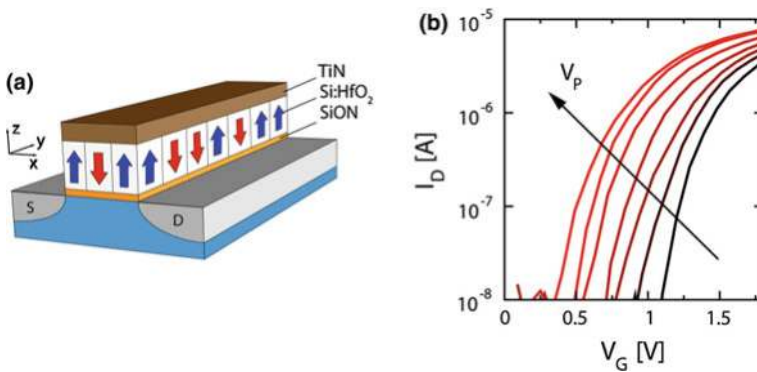 (a)
TiN
Si:HfO₂
SiON
z
y
x
S
D
(b)
10⁻⁵
10⁻⁶
10⁻⁷
10⁻⁸
I_D [A]
V_P
0
0.5
1
1.5
V_G [V]